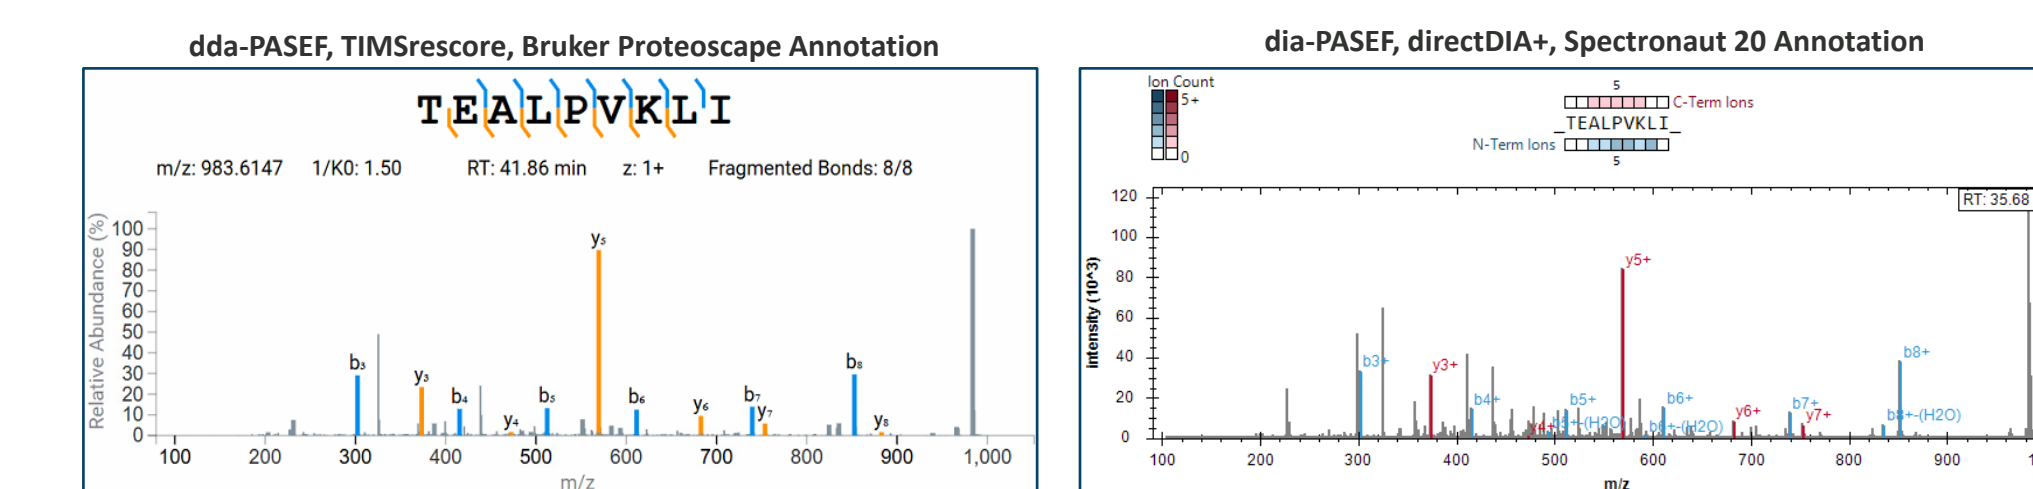 dda-PASEF, TIMSrescore, Bruker Proteoscape Annotation
TEALPVKLI
m/z: 983.6147 1/K0: 1.50 RT: 41.86 min z: 1+ Fragmented Bonds: 8/8
Relative Abundance (%)
100
90
80
70
60
50
40
30
20
10
0
b₃
y₃
b₄
y₄
b₅
y₅
b₆
y₆
b₇
y₇
b₈
y₈
100 200 300 400 500 600 700 800 900 1,000
m/z
dia-PASEF, directDIA+, Spectronaut 20 Annotation
Ion Count
5+
0
5
C-Term Ions
_TEALPVKLI_
N-Term Ions
5
RT: 35.68
intensity (10^3)
120
100
80
60
40
20
0
b3+
y3+
b4+
y4+
b5+-(H2O)
b5+
y5+
b6+-(H2O)
b6+
y6+
b7+
y7+
b8+-(H2O)
b8+
100 200 300 400 500 600 700 800 900 1
m/z